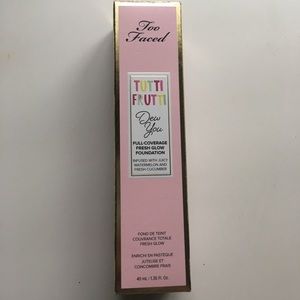 Too
Faced
TUTTI
FRUTTI
Dew
You
FULL-COVERAGE
FRESH GLOW
FOUNDATION
INFUSED WITH JUICY
WATERMELON AND
FRESH CUCUMBER
FOND DE TEINT
COUVRANCE TOTALE
FRESH GLOW
ENRICHI EN PASTÈQUE
JUTEUSE ET
CONCOMBRE FRAIS
40 mL / 1.35 fl. Oz.